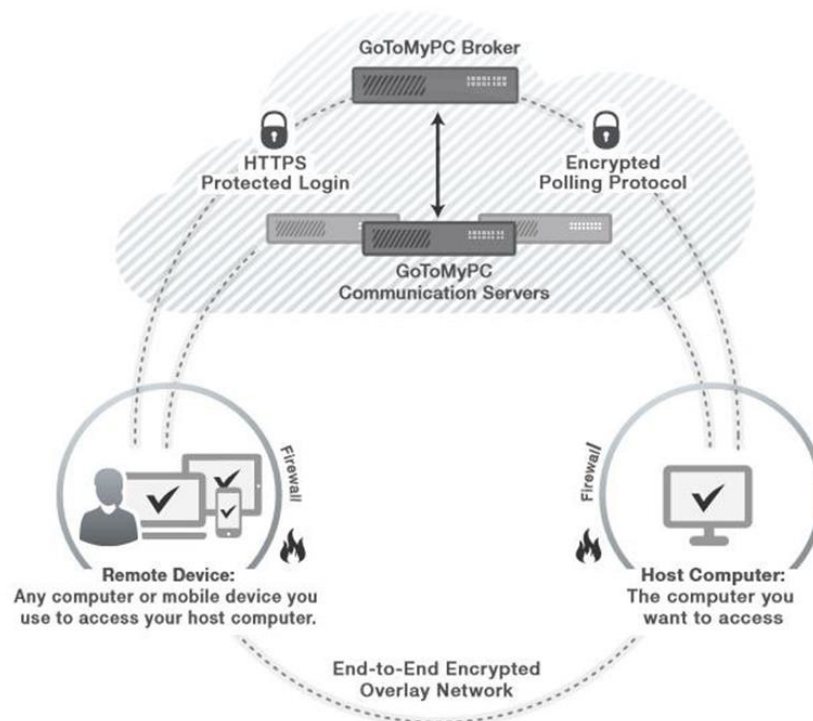 GoToMyPC Broker
HTTPS
Protected Login
Encrypted
Polling Protocol
GoToMyPC
Communication Servers
Firewall
Firewall
Remote Device:
Any computer or mobile device you
use to access your host computer.
Host Computer:
The computer you
want to access
End-to-End Encrypted
Overlay Network